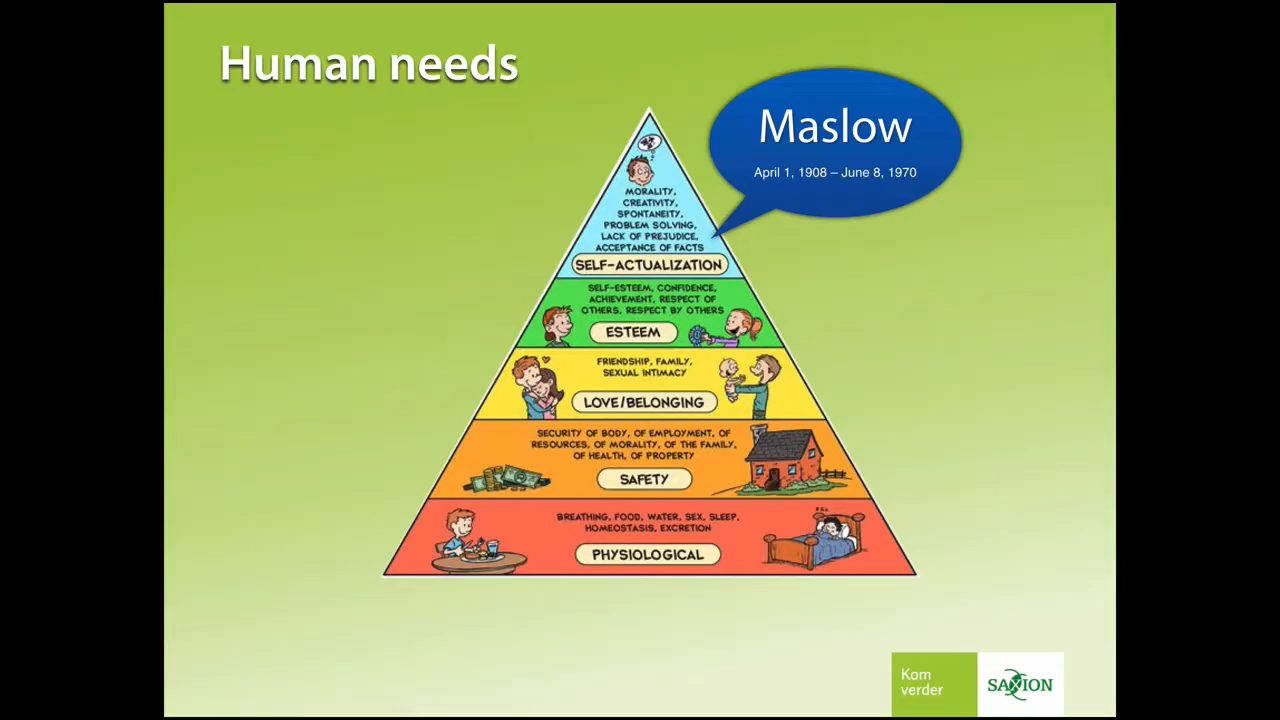 Human needs
Maslow
April 1, 1908 – June 8, 1970
MORALITY,
CREATIVITY,
SPONTANEITY,
PROBLEM SOLVING,
LACK OF PREJUDICE,
ACCEPTANCE OF FACTS
SELF-ACTUALIZATION
SELF-ESTEEM, CONFIDENCE,
ACHIEVEMENT, RESPECT OF
OTHERS, RESPECT BY OTHERS
ESTEEM
FRIENDSHIP, FAMILY,
SEXUAL INTIMACY
LOVE/BELONGING
SECURITY OF BODY, OF EMPLOYMENT, OF
RESOURCES, OF MORALITY, OF THE FAMILY,
OF HEALTH, OF PROPERTY
SAFETY
BREATHING, FOOD, WATER, SEX, SLEEP,
HOMEOSTASIS, EXCRETION
PHYSIOLOGICAL
Kom
verder
SAXION